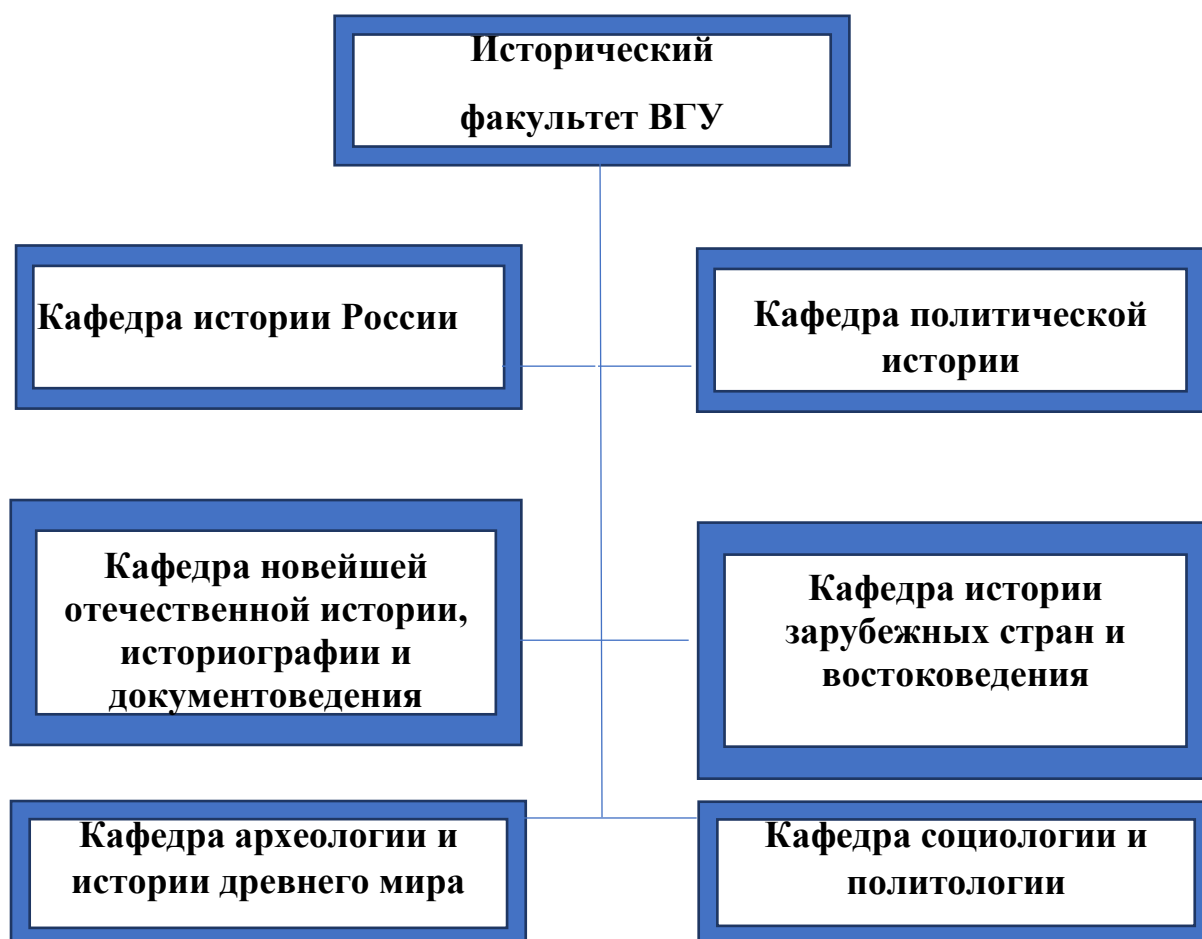 Исторический
факультет ВГУ
Кафедра истории России
Кафедра политической
истории
Кафедра новейшей
отечественной истории,
историографии и
документоведения
Кафедра истории
зарубежных стран и
востоковедения
Кафедра археологии и
истории древнего мира
Кафедра социологии и
политологии